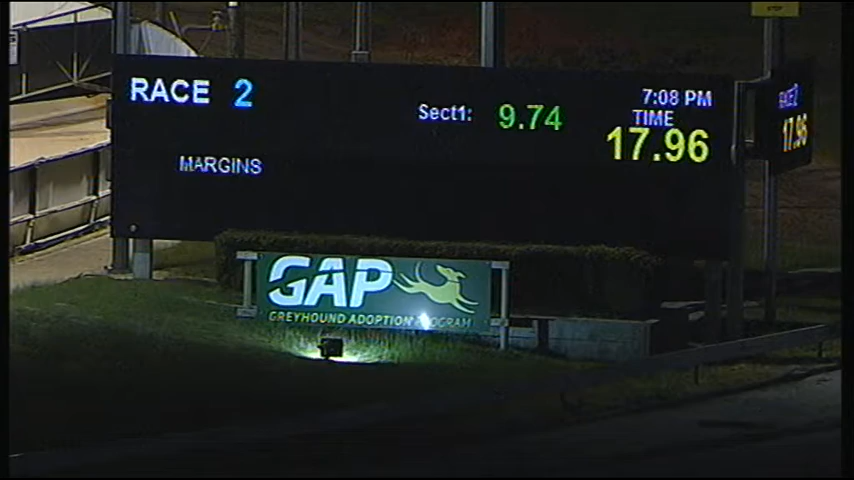 RACE 2
Sect1: 9.74
7:08 PM
TIME
17.96
MARGINS
17.96
GAP
GREYHOUND ADOPTION PROGRAM